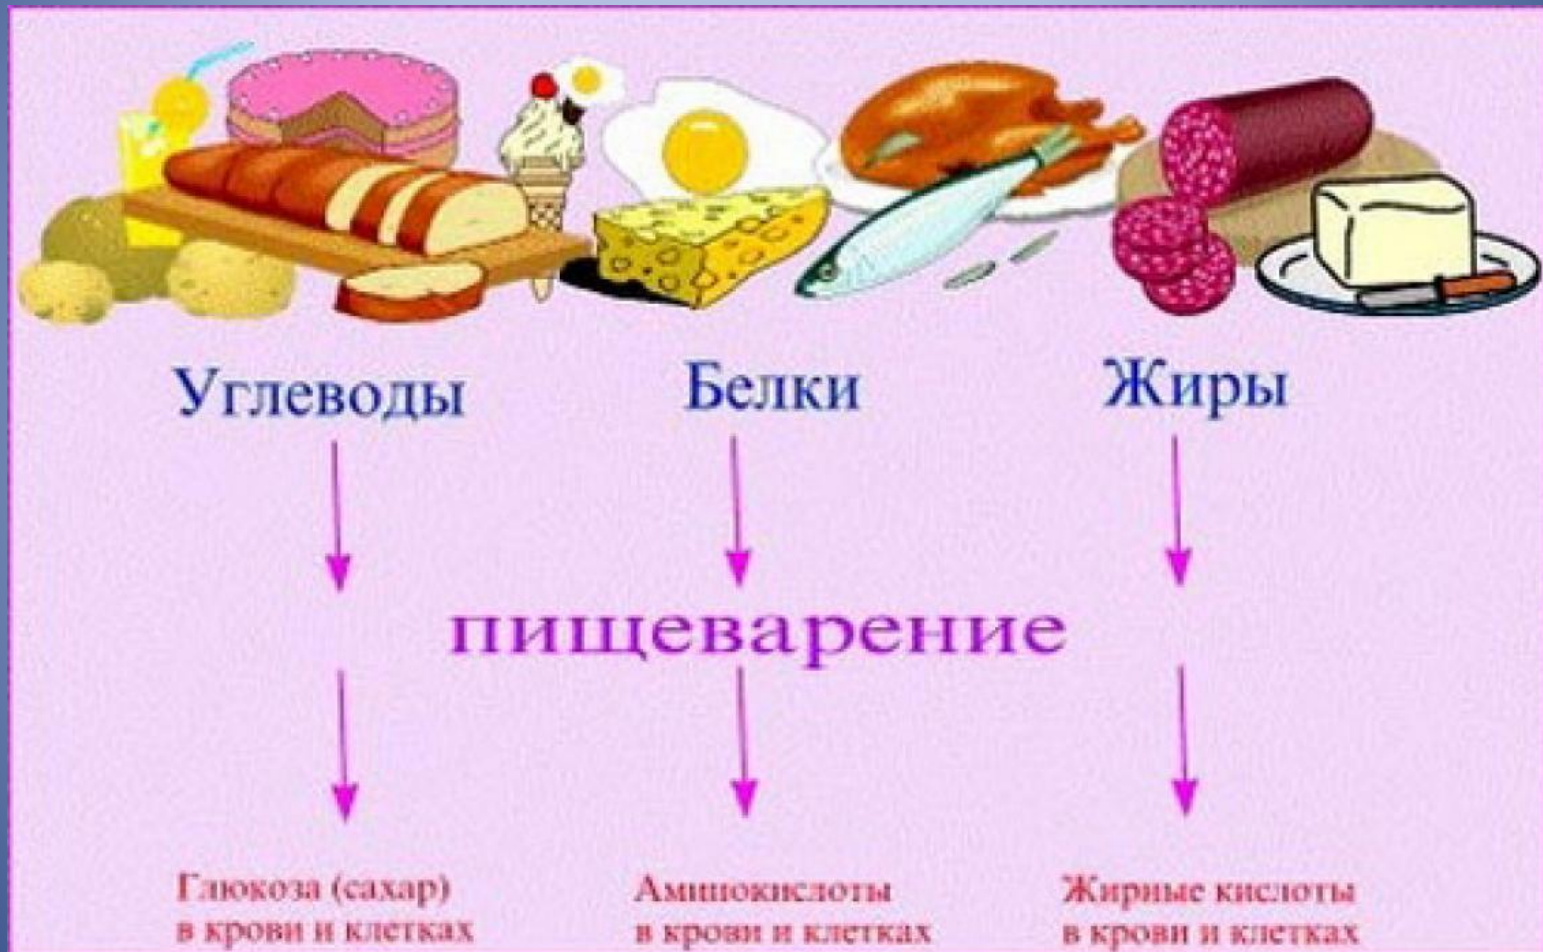 Углеводы Белки Жиры
пищеварение
Глюкоза (сахар)
в крови и клетках
Аминокислоты
в крови и клетках
Жирные кислоты
в крови и клетках